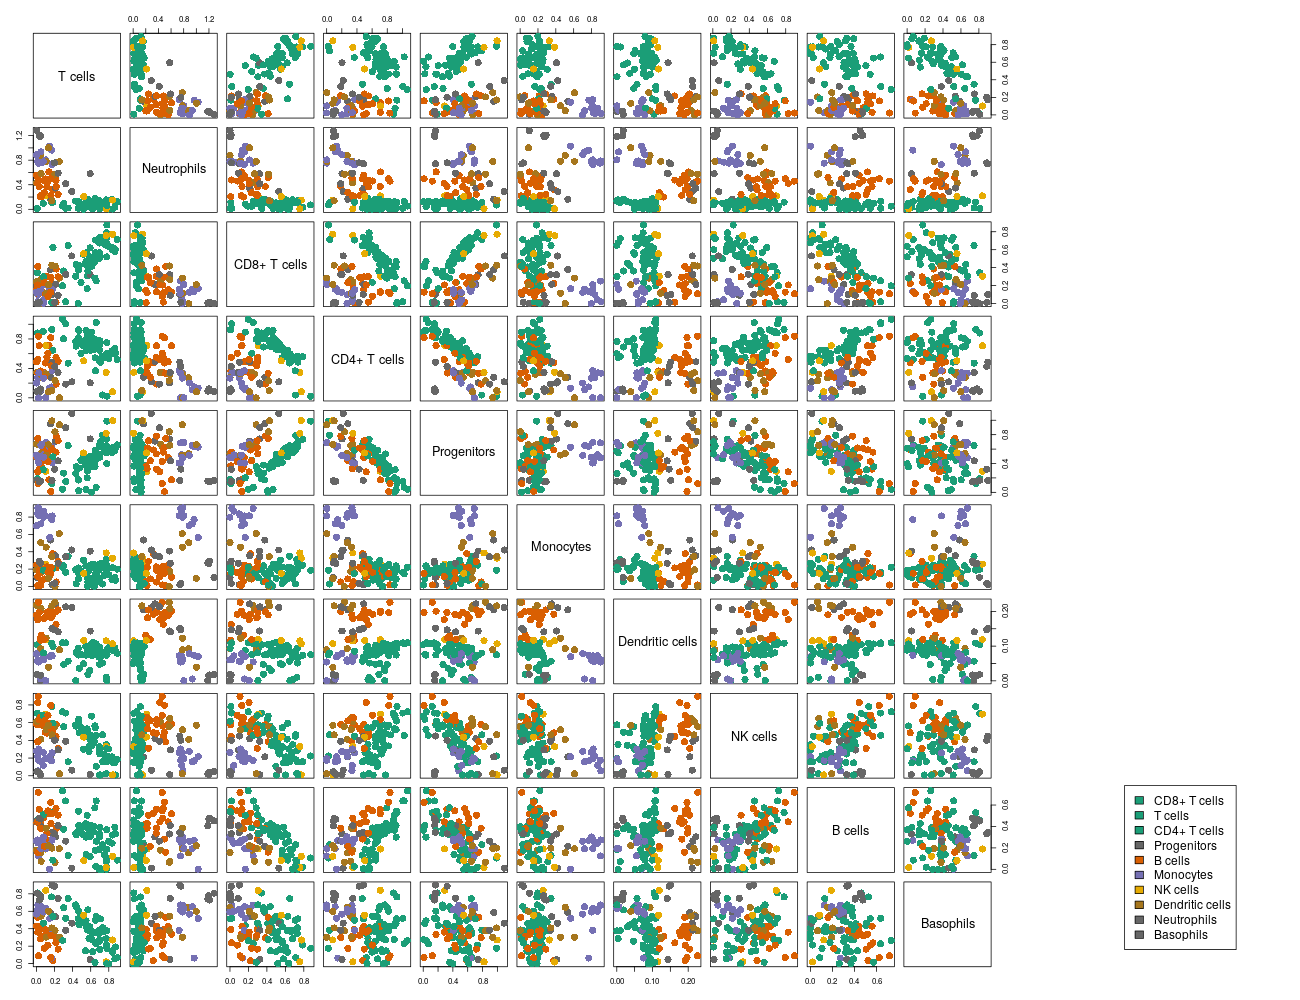 0.0 0.4 0.8 1.2 0.0 0.4 0.8 0.0 0.2 0.4 0.6 0.8 0.0 0.2 0.4 0.6 0.8 0.0 0.2 0.4 0.6 0.8
T cells
0.0 0.2 0.4 0.6 0.8
0.0 0.4 0.8 1.2
Neutrophils
CD8+ T cells
0.0 0.2 0.4 0.6 0.8
0.0 0.4 0.8
CD4+ T cells
Progenitors
0.0 0.4 0.8
0.0 0.2 0.4 0.6 0.8
Monocytes
Dendritic cells
0.00 0.10 0.20
0.0 0.2 0.4 0.6 0.8
NK cells
B cells
0.0 0.2 0.4 0.6
0.0 0.2 0.4 0.6 0.8
Basophils
0.0 0.2 0.4 0.6 0.8 0.0 0.2 0.4 0.6 0.8 0.0 0.4 0.8 0.00 0.10 0.20 0.0 0.2 0.4 0.6
CD8+ T cells
T cells
CD4+ T cells
Progenitors
B cells
Monocytes
NK cells
Dendritic cells
Neutrophils
Basophils